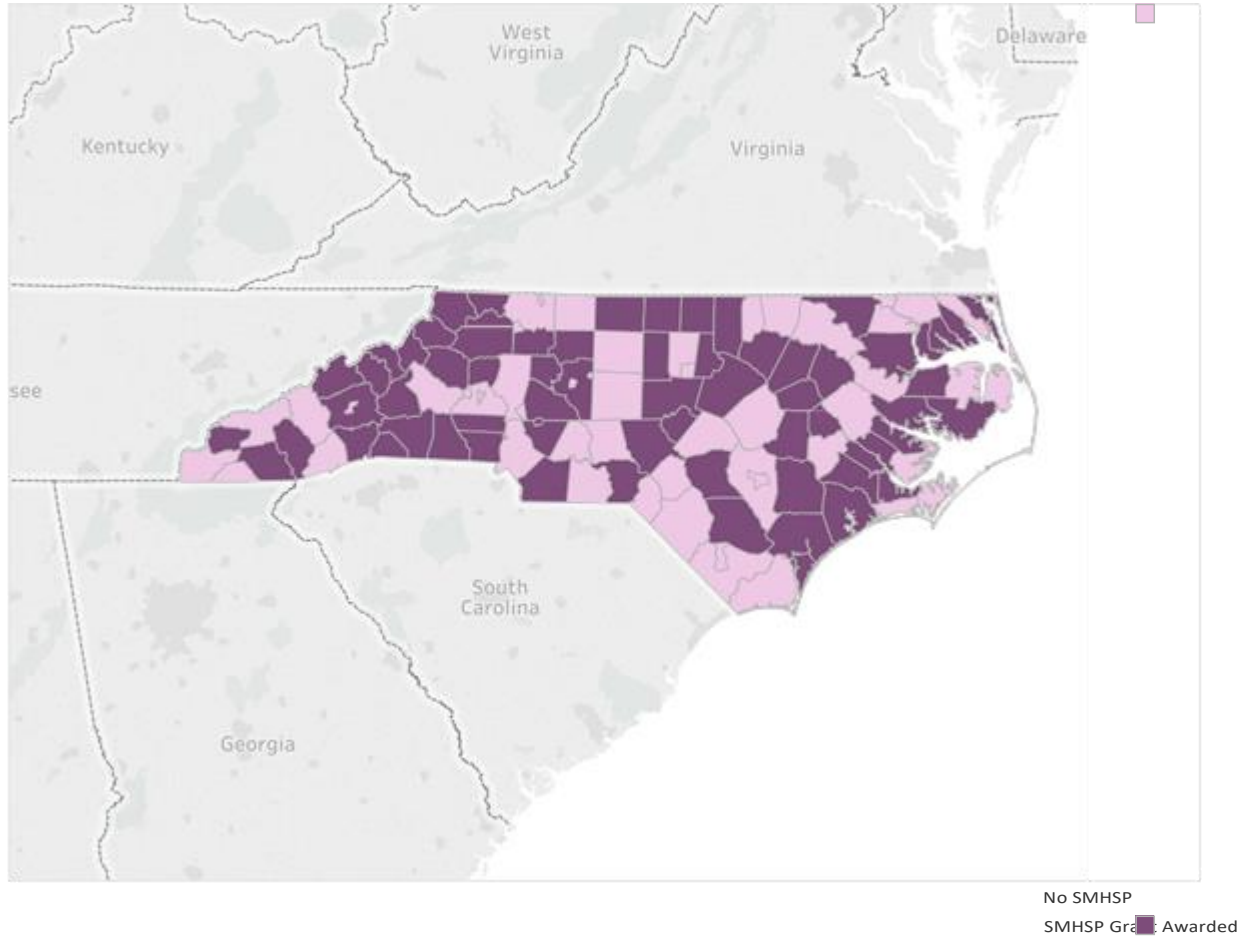 West
Virginia
Delaware
Kentucky
Virginia
see
South
Carolina
Georgia
No SMHSP
SMHSP Gra Awarded